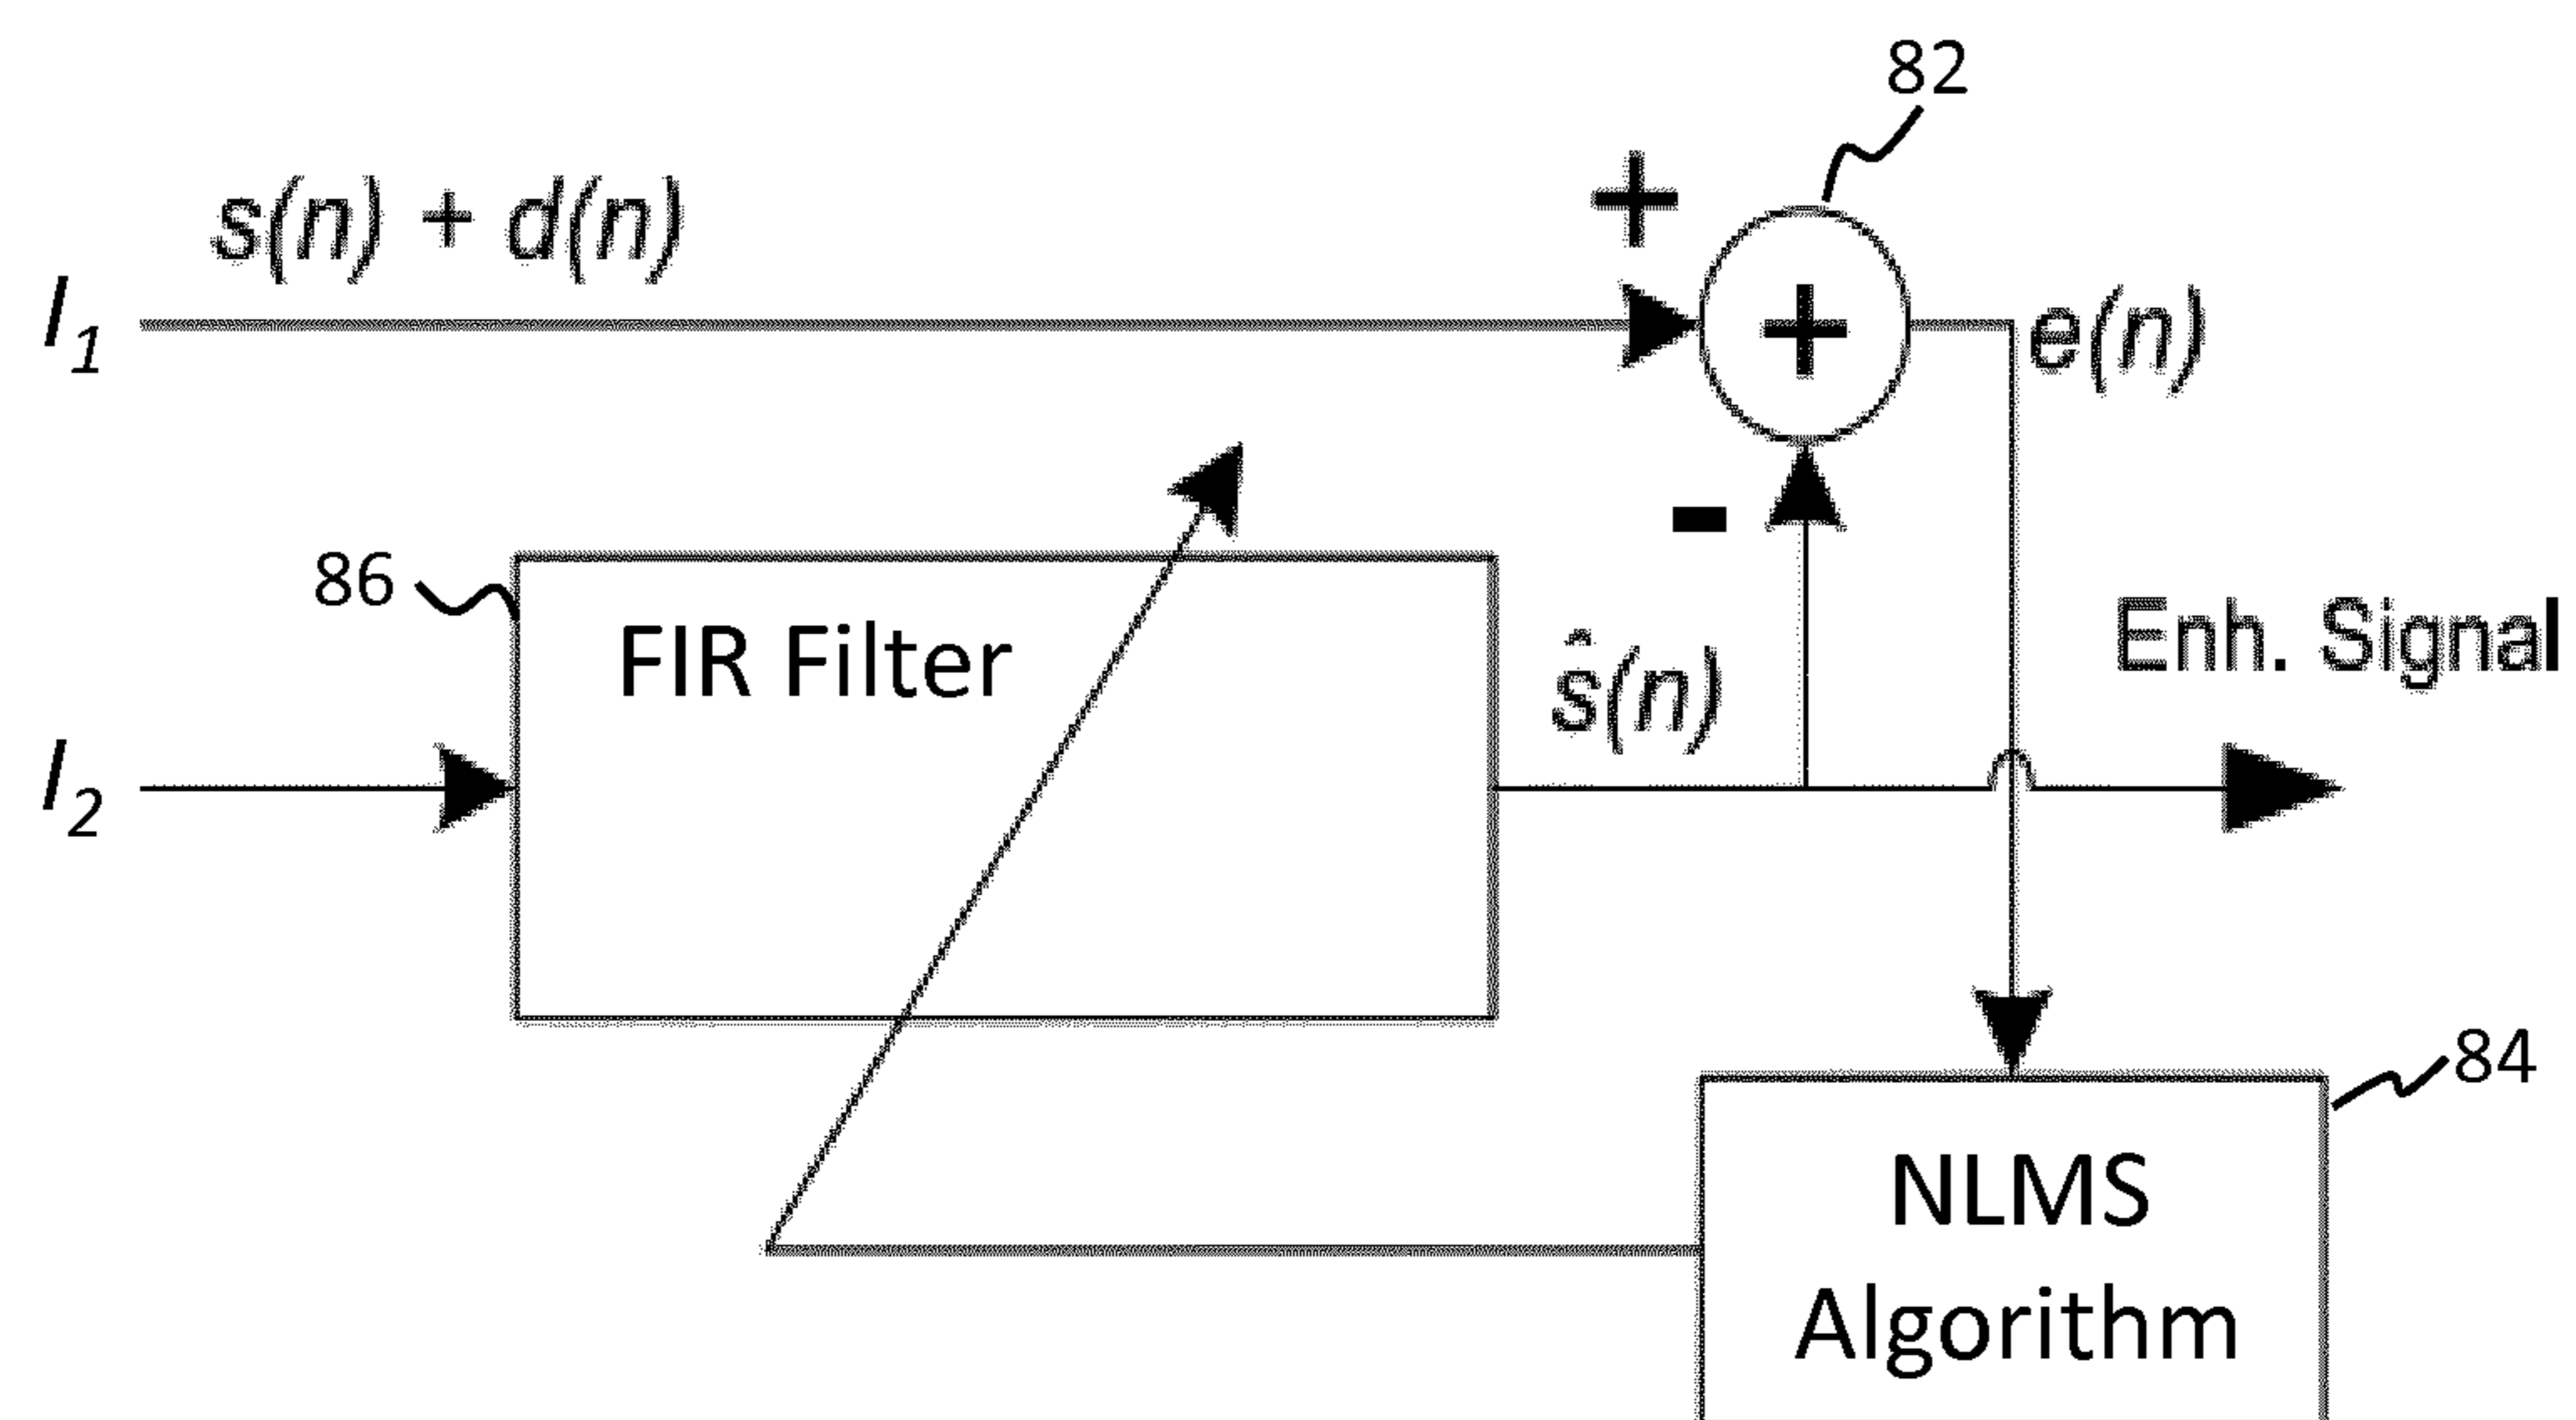 82
s(n) + d(n)
+
I1
+
e(n)
-
86
FIR Filter
ŝ(n)
Enh. Signal
I2
84
NLMS
Algorithm